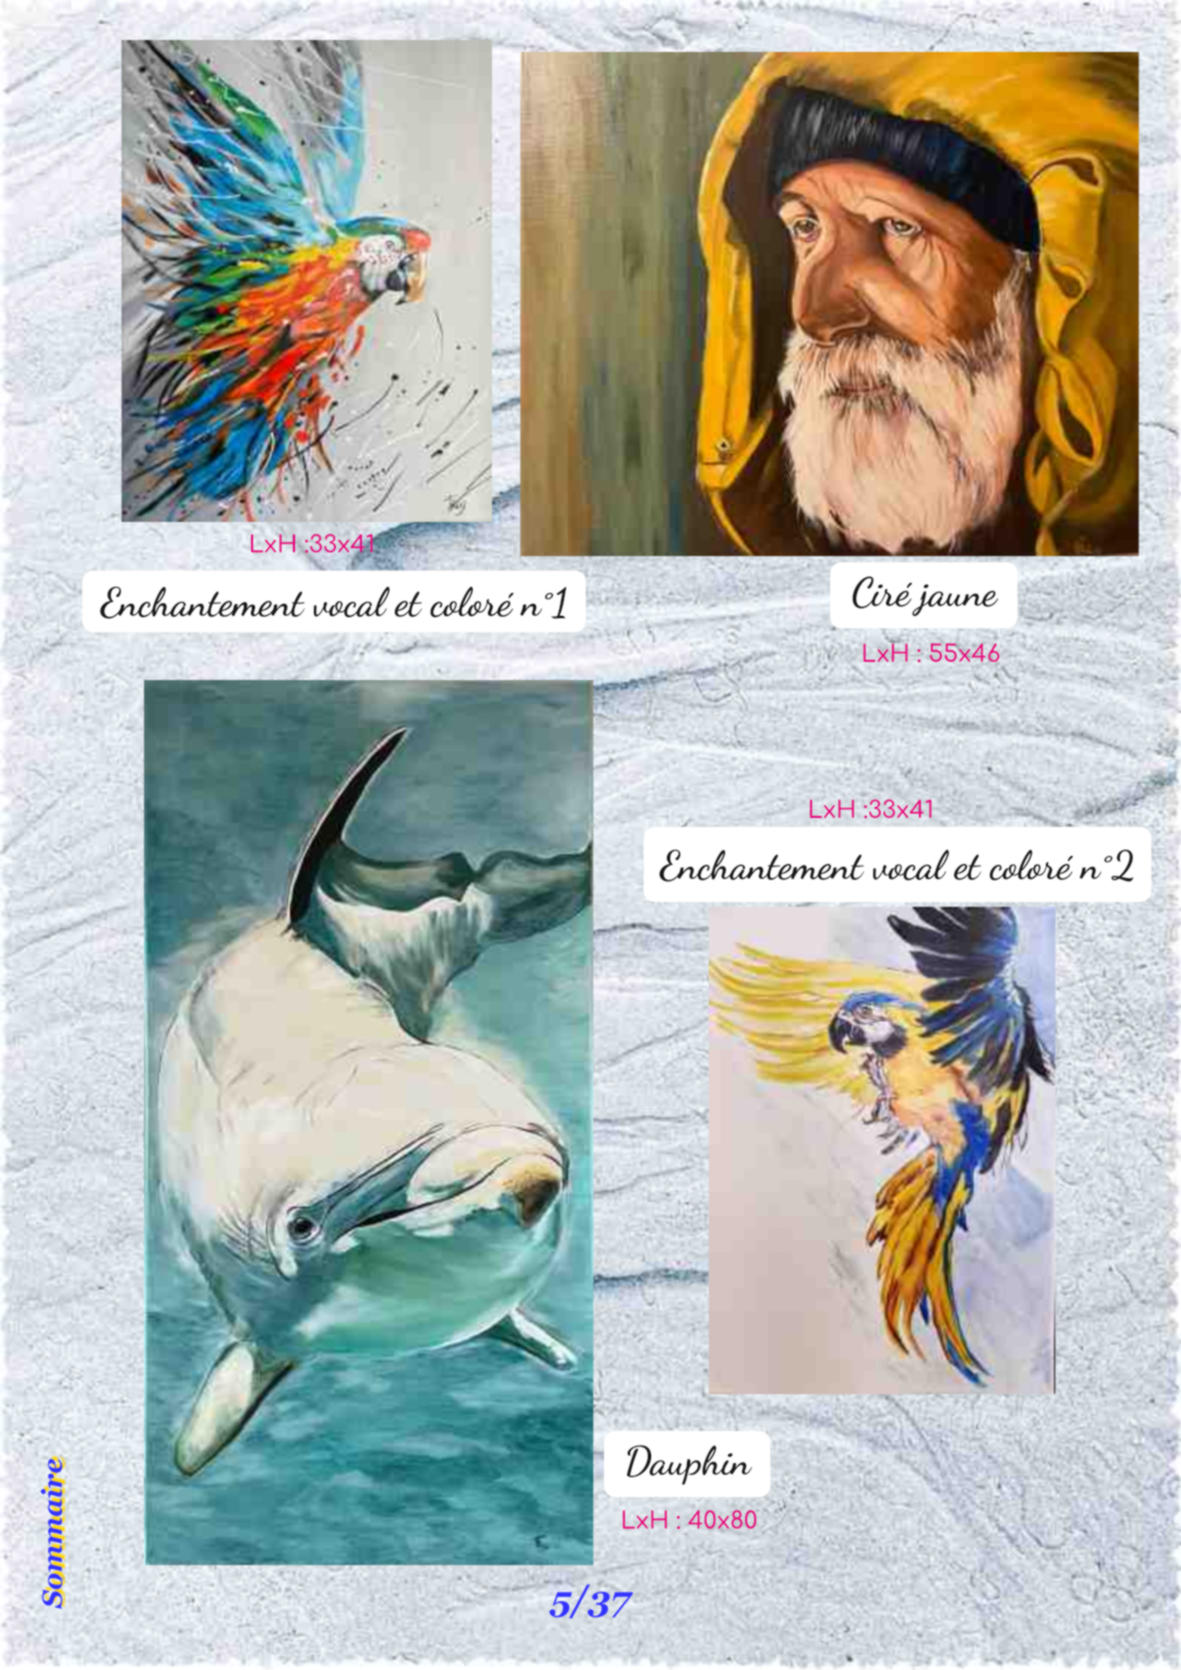 LxH :33x41
Enchantement vocal et coloré n°1
Ciré jaune
LxH : 55x46
LxH :33x41
Enchantement vocal et coloré n°2
Dauphin
LxH : 40x80
Sommaire
5/37